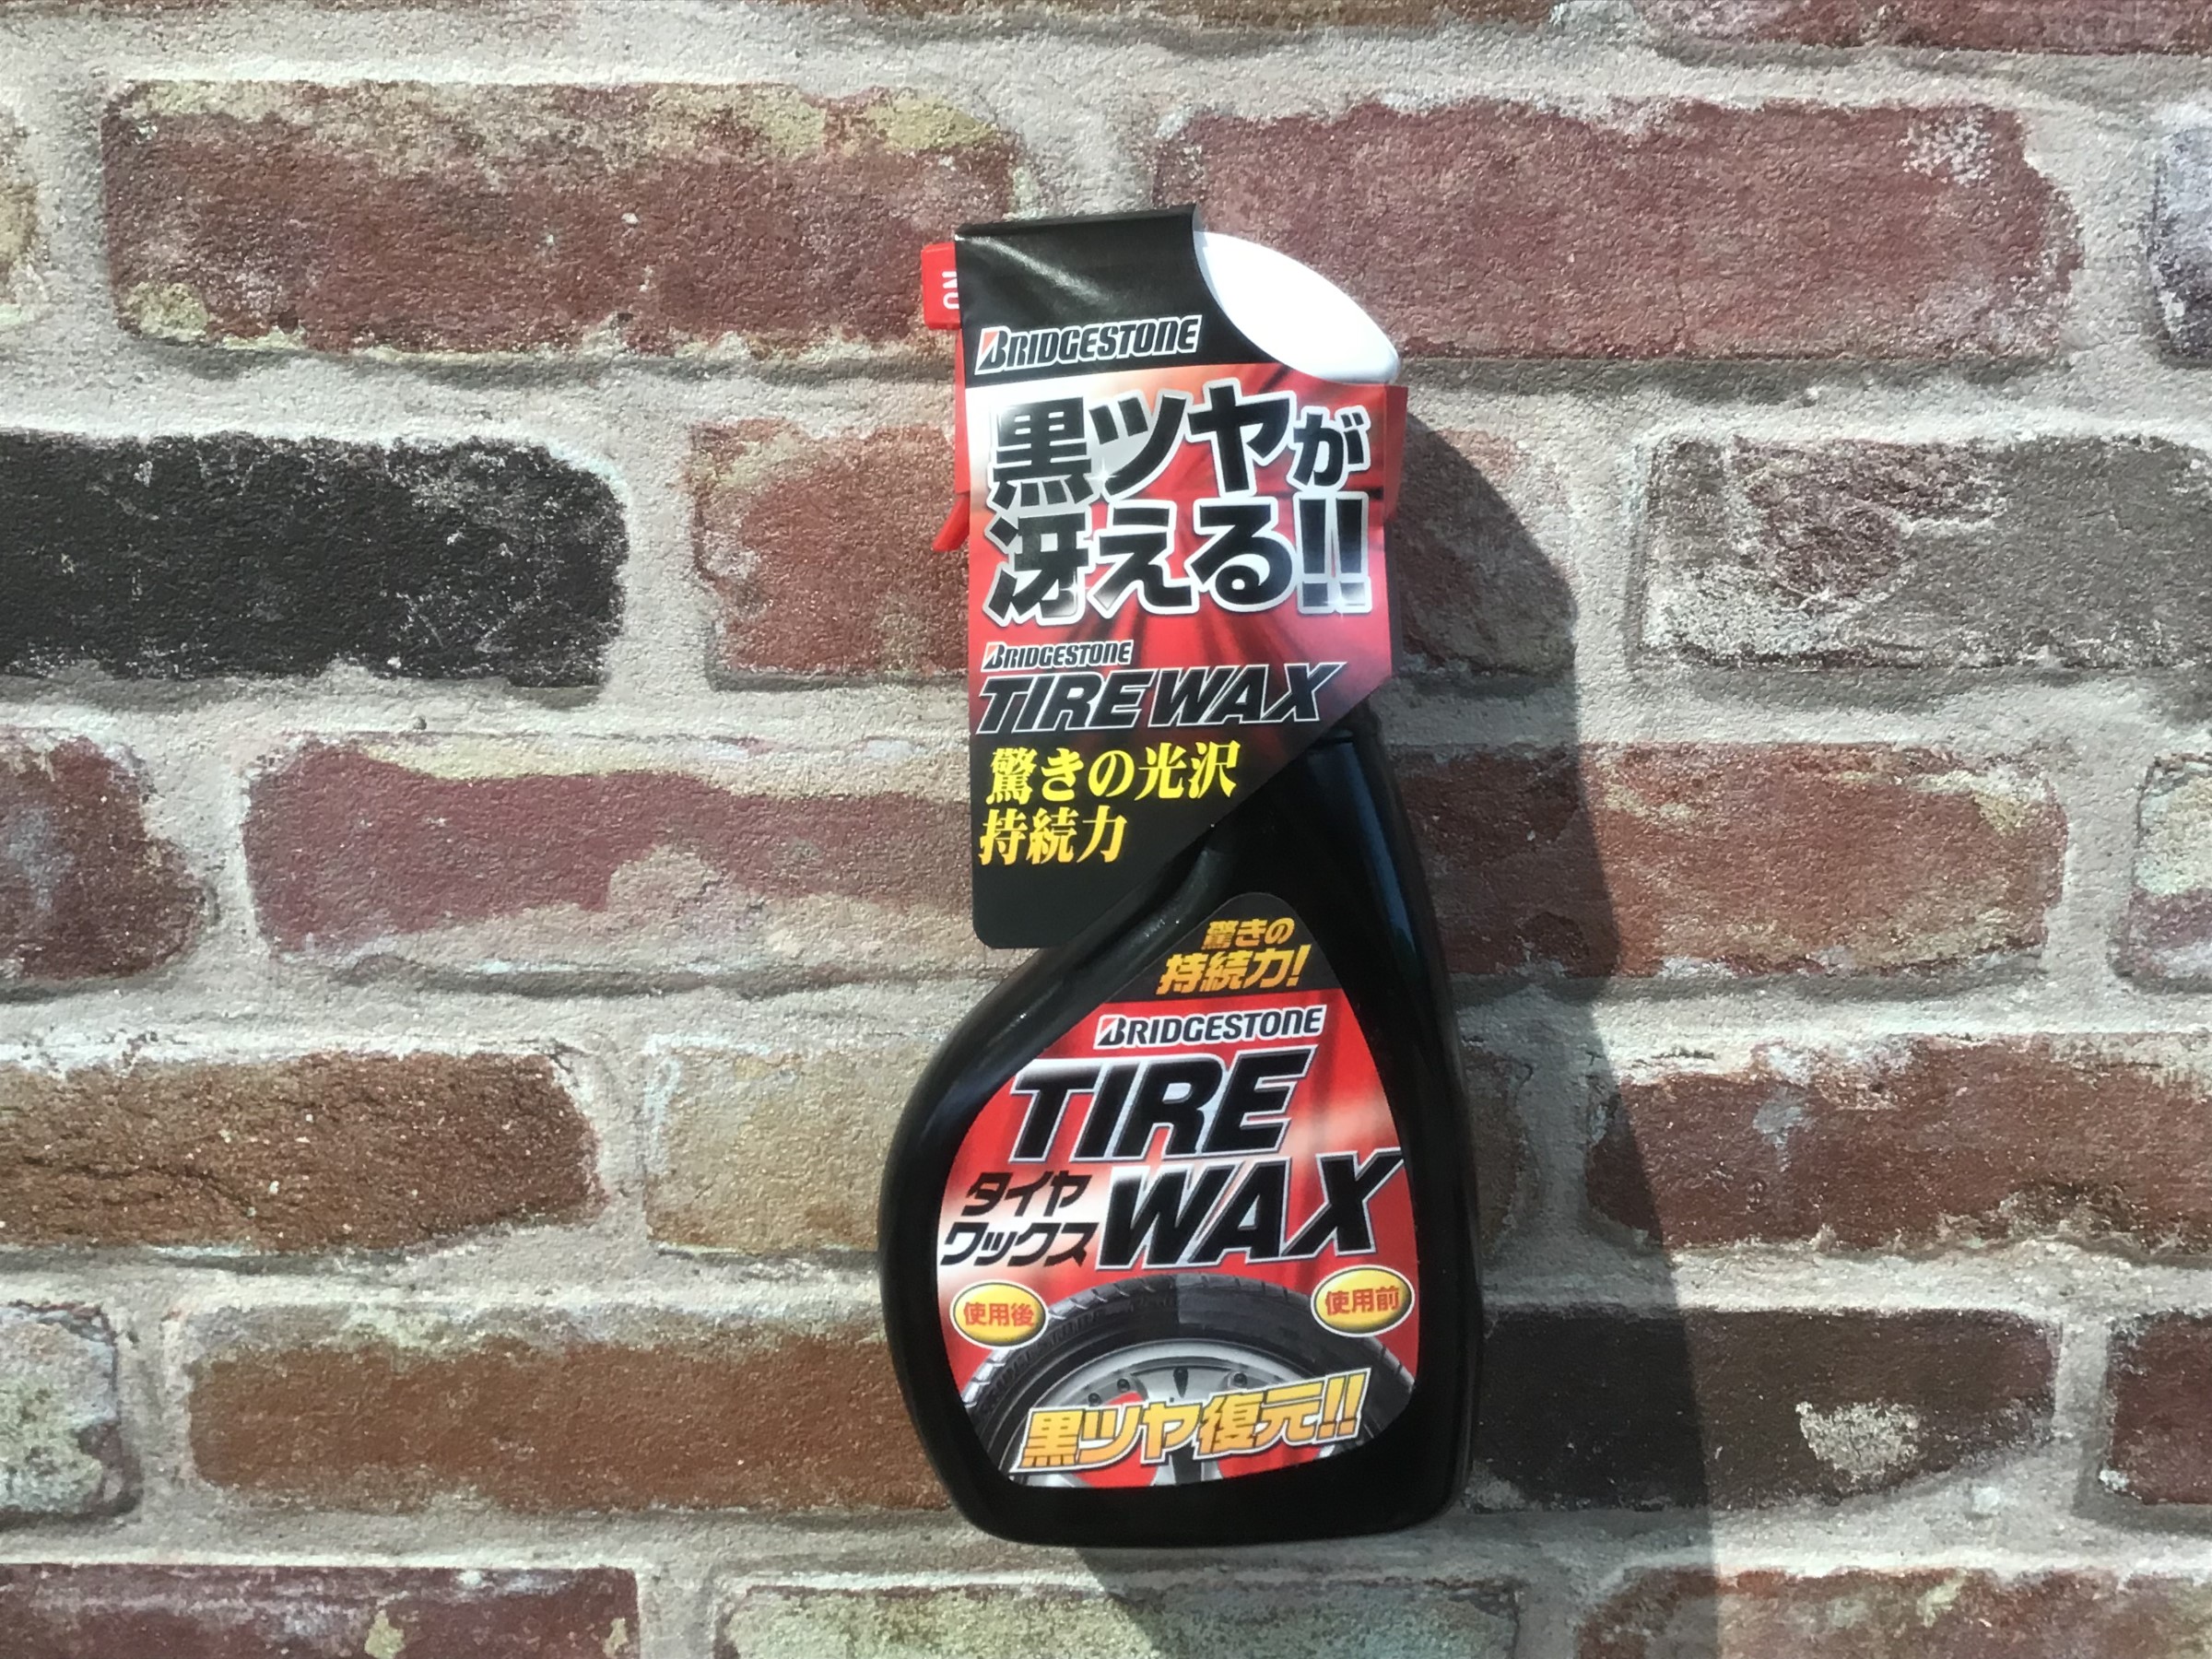 NO
BRIDGESTONE
黒ツヤが
冴える!!
BRIDGESTONE
TIRE WAX
驚きの光沢
持続力
驚きの
持続力!
BRIDGESTONE
TIRE
タイヤ
ワックス
WAX
使用後
使用前
黒ツヤ復元!!